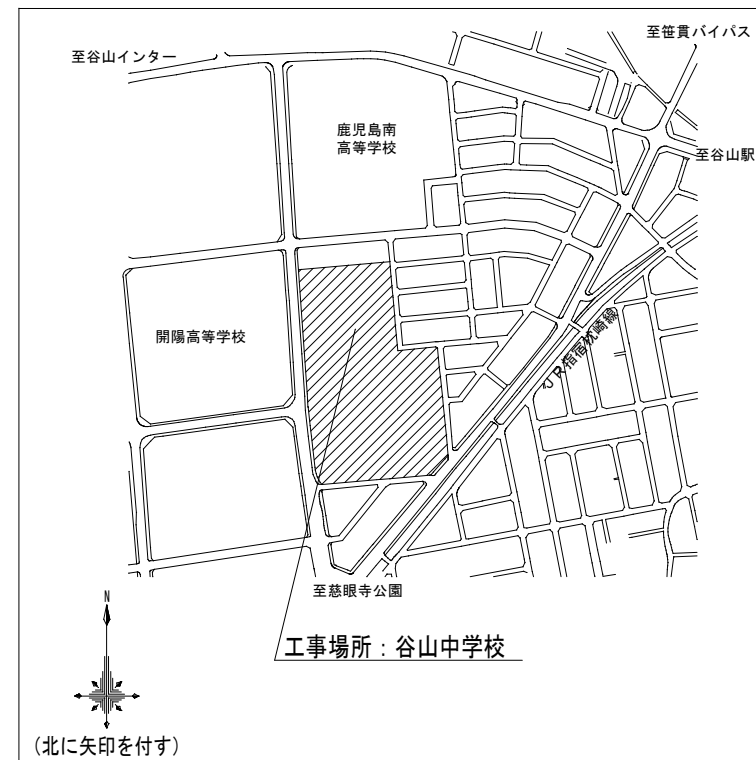 至笹貫バイパス
至谷山インター
鹿児島南
高等学校
至谷山駅
開陽高等学校
JR指宿枕崎線
至慈眼寺公園
工事場所：谷山中学校
N
(北に矢印を付す)